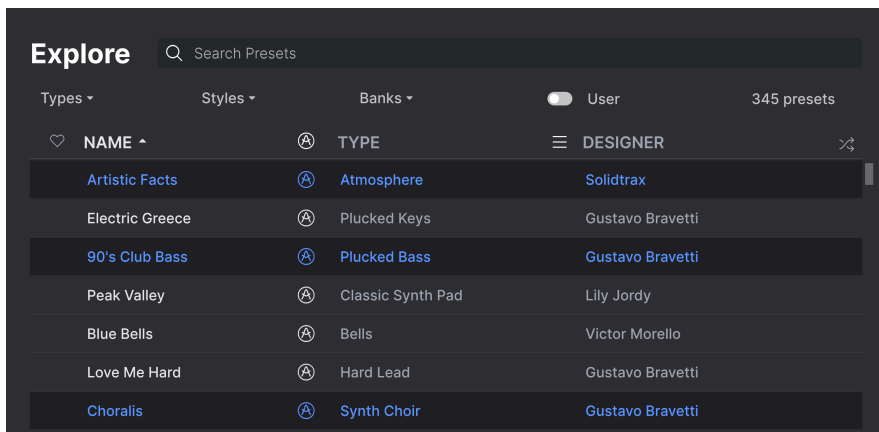 Explore Search Presets
Types Styles Banks User 345 presets
NAME TYPE DESIGNER
Artistic Facts Atmosphere Solidtrax
Electric Greece Plucked Keys Gustavo Bravetti
90's Club Bass Plucked Bass Gustavo Bravetti
Peak Valley Classic Synth Pad Lily Jordy
Blue Bells Bells Victor Morello
Love Me Hard Hard Lead Gustavo Bravetti
Choralis Synth Choir Gustavo Bravetti